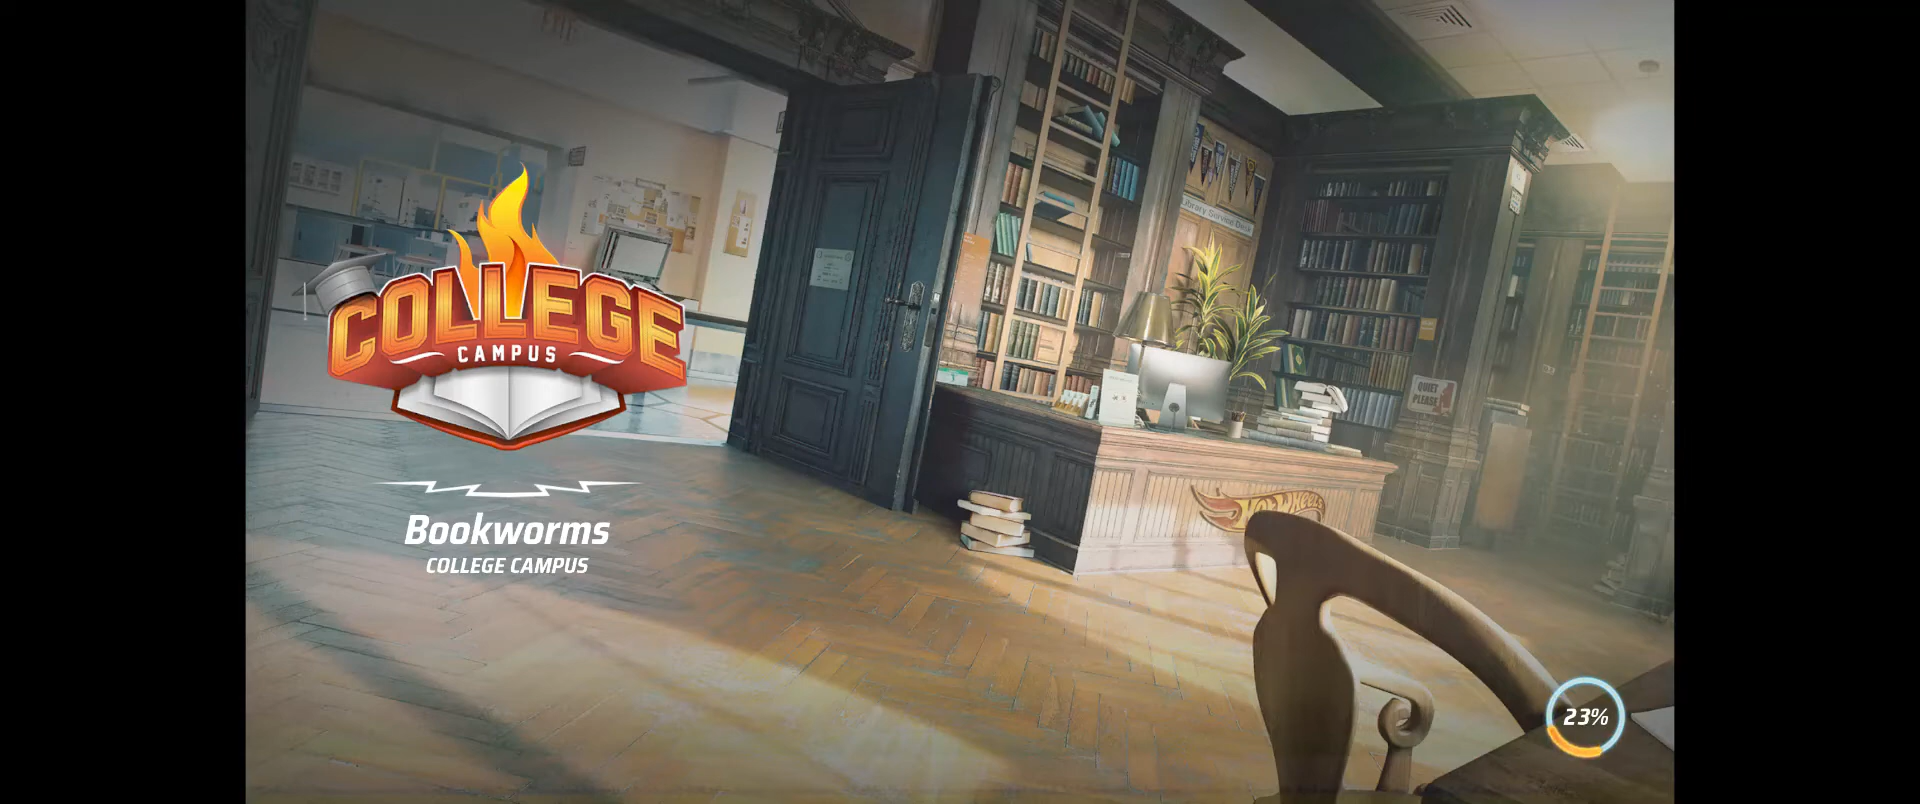 COLLEGE
CAMPUS
Bookworms
COLLEGE CAMPUS
Library Service Desk
QUIET
PLEASE
HOT WHEELS
23%